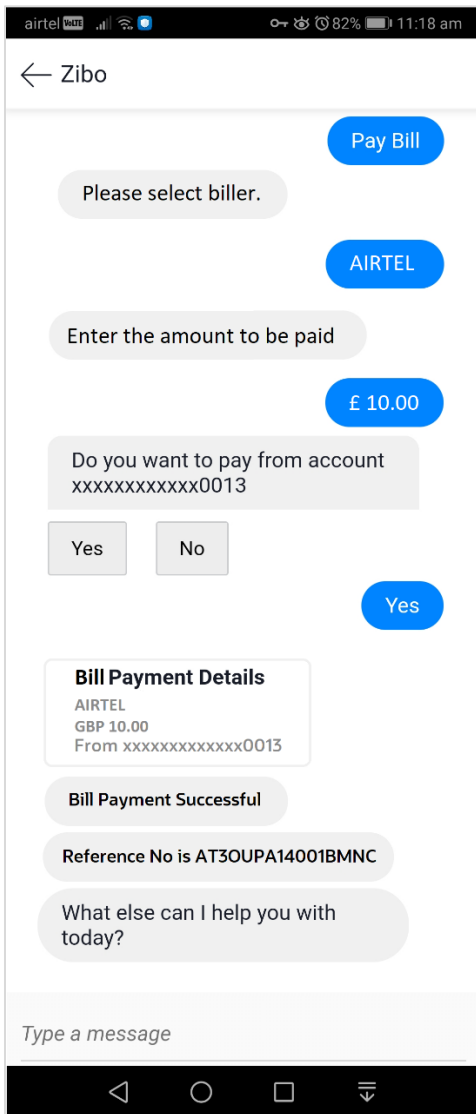 airtel VoLTE 82% 11:18 am
Zibo
Pay Bill
Please select biller.
AIRTEL
Enter the amount to be paid
£ 10.00
Do you want to pay from account
xxxxxxxxxxxx0013
Yes No
Yes
Bill Payment Details
AIRTEL
GBP 10.00
From xxxxxxxxxxxxx0013
Bill Payment Successful
Reference No is AT3OUPA14001BMNC
What else can I help you with
today?
Type a message